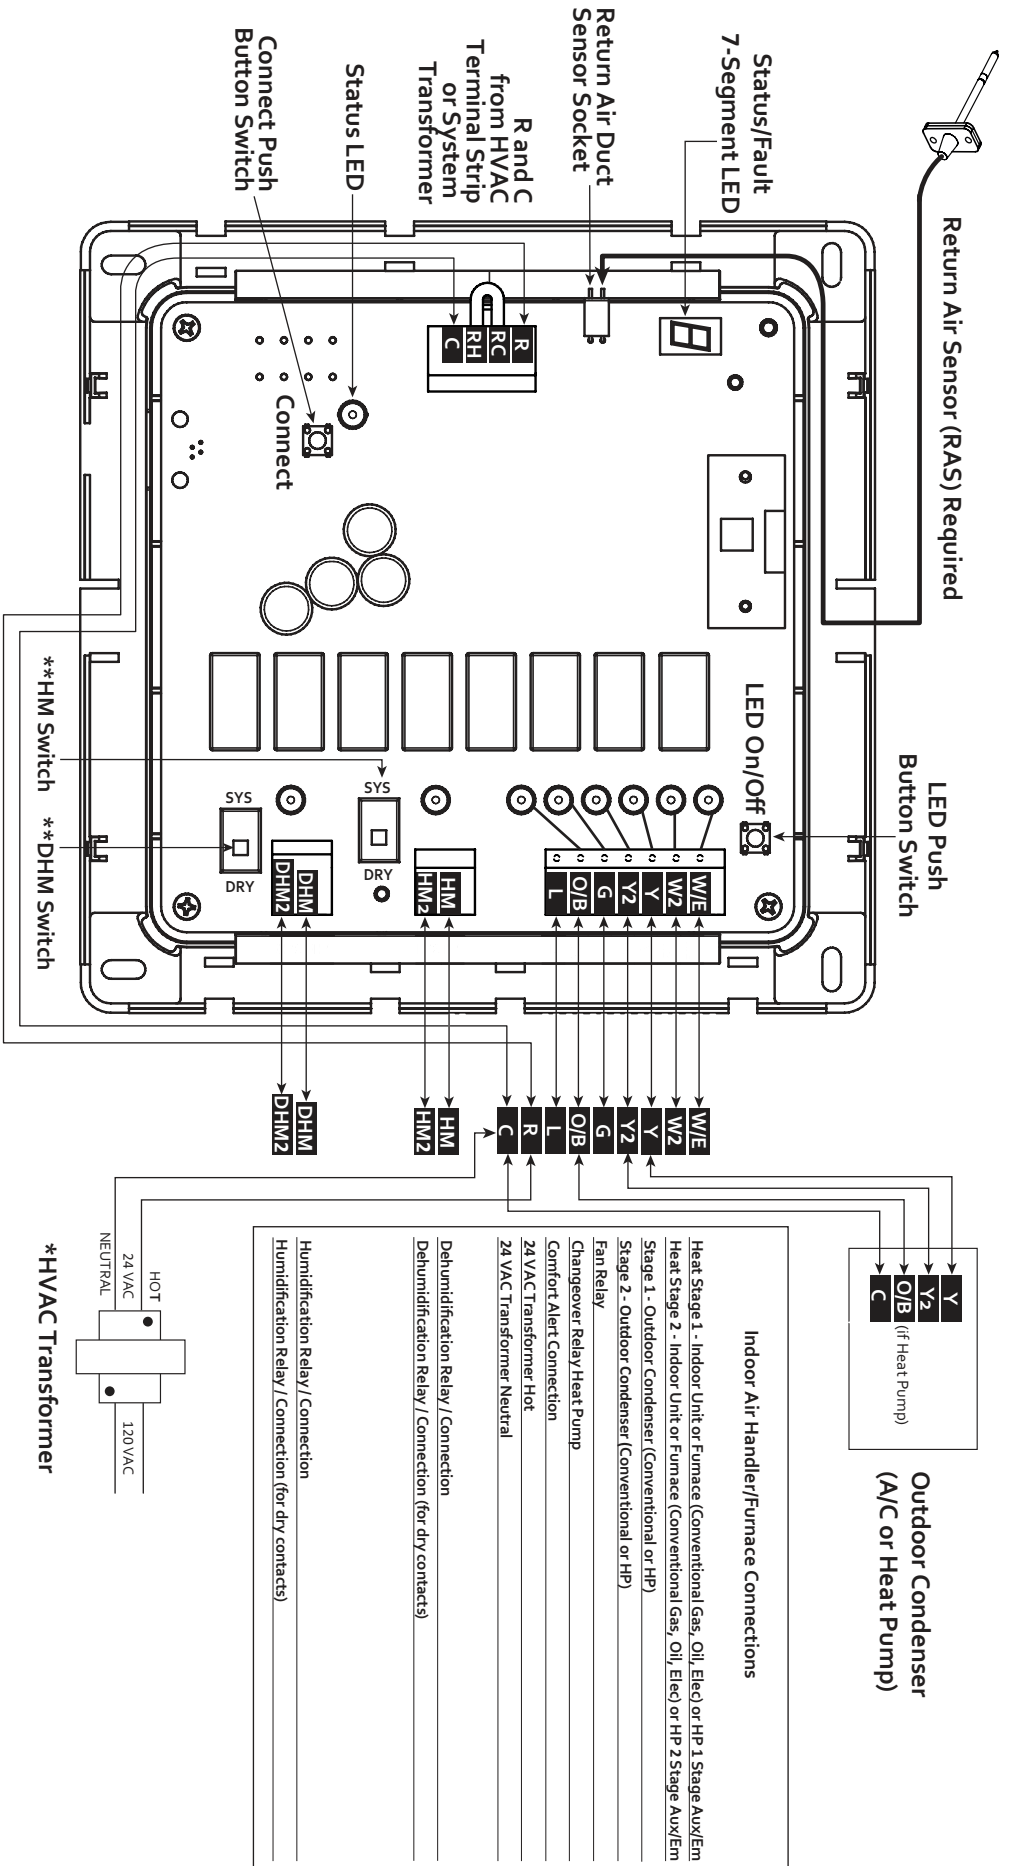 Return Air Sensor (RAS) Required
Status/Fault
7-Segment LED
Return Air Duct
Sensor Socket
R and C
from HVAC
Terminal Strip
or System
Transformer
Status LED
Connect Push
Button Switch
LED Push
Button Switch
LED On/Off
R
RC
RH
C
Connect
W/E
W2
Y
Y2
G
O/B
L
HM
HM2
DHM
DHM2
SYS
DRY
SYS
DRY
**HM Switch
**DHM Switch
W/E
W2
Y
Y2
G
O/B
L
R
C
HM
HM2
DHM
DHM2
Y
Y2
O/B (if Heat Pump)
C
Outdoor Condenser
(A/C or Heat Pump)
Indoor Air Handler/Furnace Connections
Heat Stage 1 - Indoor Unit or Furnace (Conventional Gas, Oil, Elec) or HP 1 Stage Aux/Em
Heat Stage 2 - Indoor Unit or Furnace (Conventional Gas, Oil, Elec) or HP 2 Stage Aux/Em
Stage 1 - Outdoor Condenser (Conventional or HP)
Stage 2 - Outdoor Condenser (Conventional or HP)
Fan Relay
Changeover Relay Heat Pump
Comfort Alert Connection
24 VAC Transformer Hot
24 VAC Transformer Neutral
Dehumidification Relay / Connection
Dehumidification Relay / Connection (for dry contacts)
Humidification Relay / Connection
Humidification Relay / Connection (for dry contacts)
HOT
24 VAC
NEUTRAL
120 VAC
*HVAC Transformer